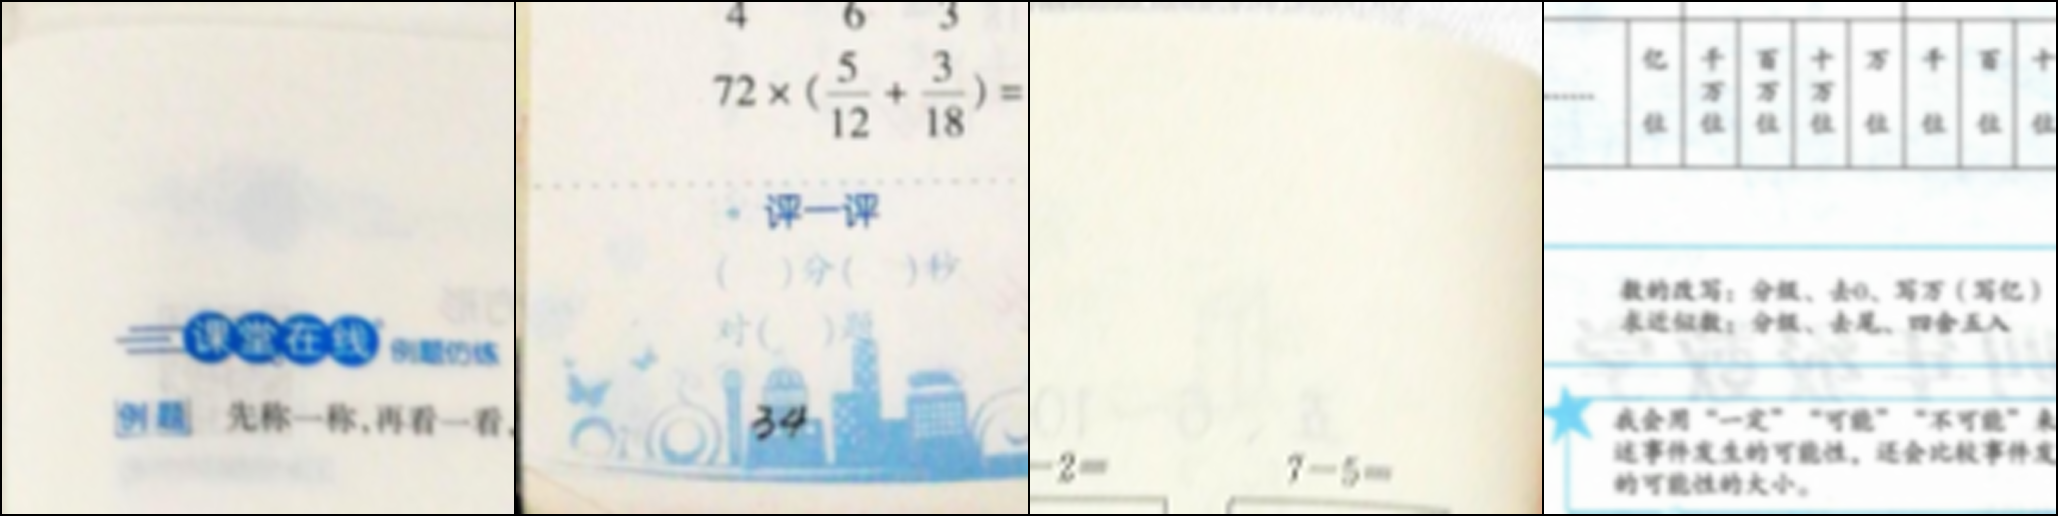 课堂在线 例题仿练
例题 先称一称,再看一看,
4 6 3
72×(5/12+3/18)=
评一评
( )分( )秒
对( )题
34
-2=
7-5=
…… 亿位 千万位 百万位 十万位 万位 千位 百位 十位
数的改写：分级、去0、写万（写亿）
求近似数：分级、去尾、四舍五入
我会用“一定”“可能”“不可能”来
述事件发生的可能性，还会比较事件发
的可能性的大小。